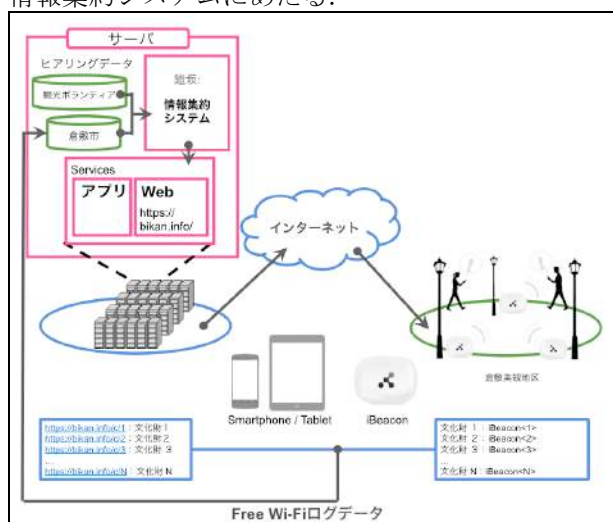 情報集約システムにあたる.
サーバ
ヒアリングデータ
観光ボランティア
倉敷市
遊坂:
情報集約
システム
Services
アプリ
Web
https://
bikan.info/
インターネット
倉敷美観地区
Smartphone / Tablet
iBeacon
https://bikan.info/c/1:文化財 1
https://bikan.info/c/2:文化財 2
https://bikan.info/c/3:文化財 3
...
https://bikan.info/c/N:文化財 N
文化財 1:iBeacon<1>
文化財 2:iBeacon<2>
文化財 3:iBeacon<3>
...
文化財 N:iBeacon<N>
Free Wi-Fiログデータ